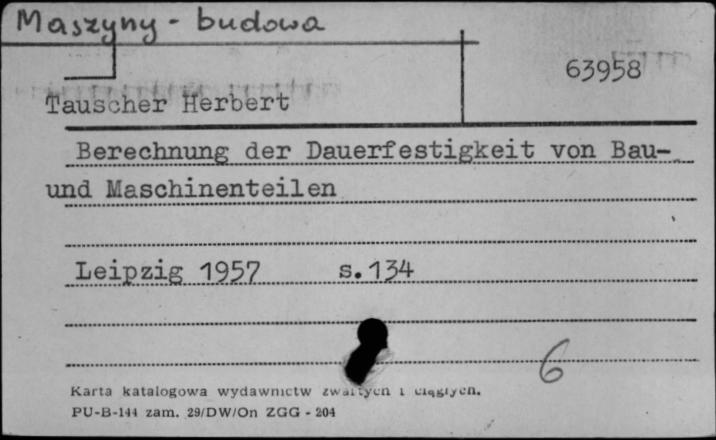 Maszyny - budowa
63958
Tauscher Herbert
Berechnung der Dauerfestigkeit von Bau-
und Maschinenteilen
Leipzig 1957 s.134
6
Karta katalogowa wydawnictw zwartych i ciągłych.
PU-B-144 zam. 29/DW/On ZGG - 204